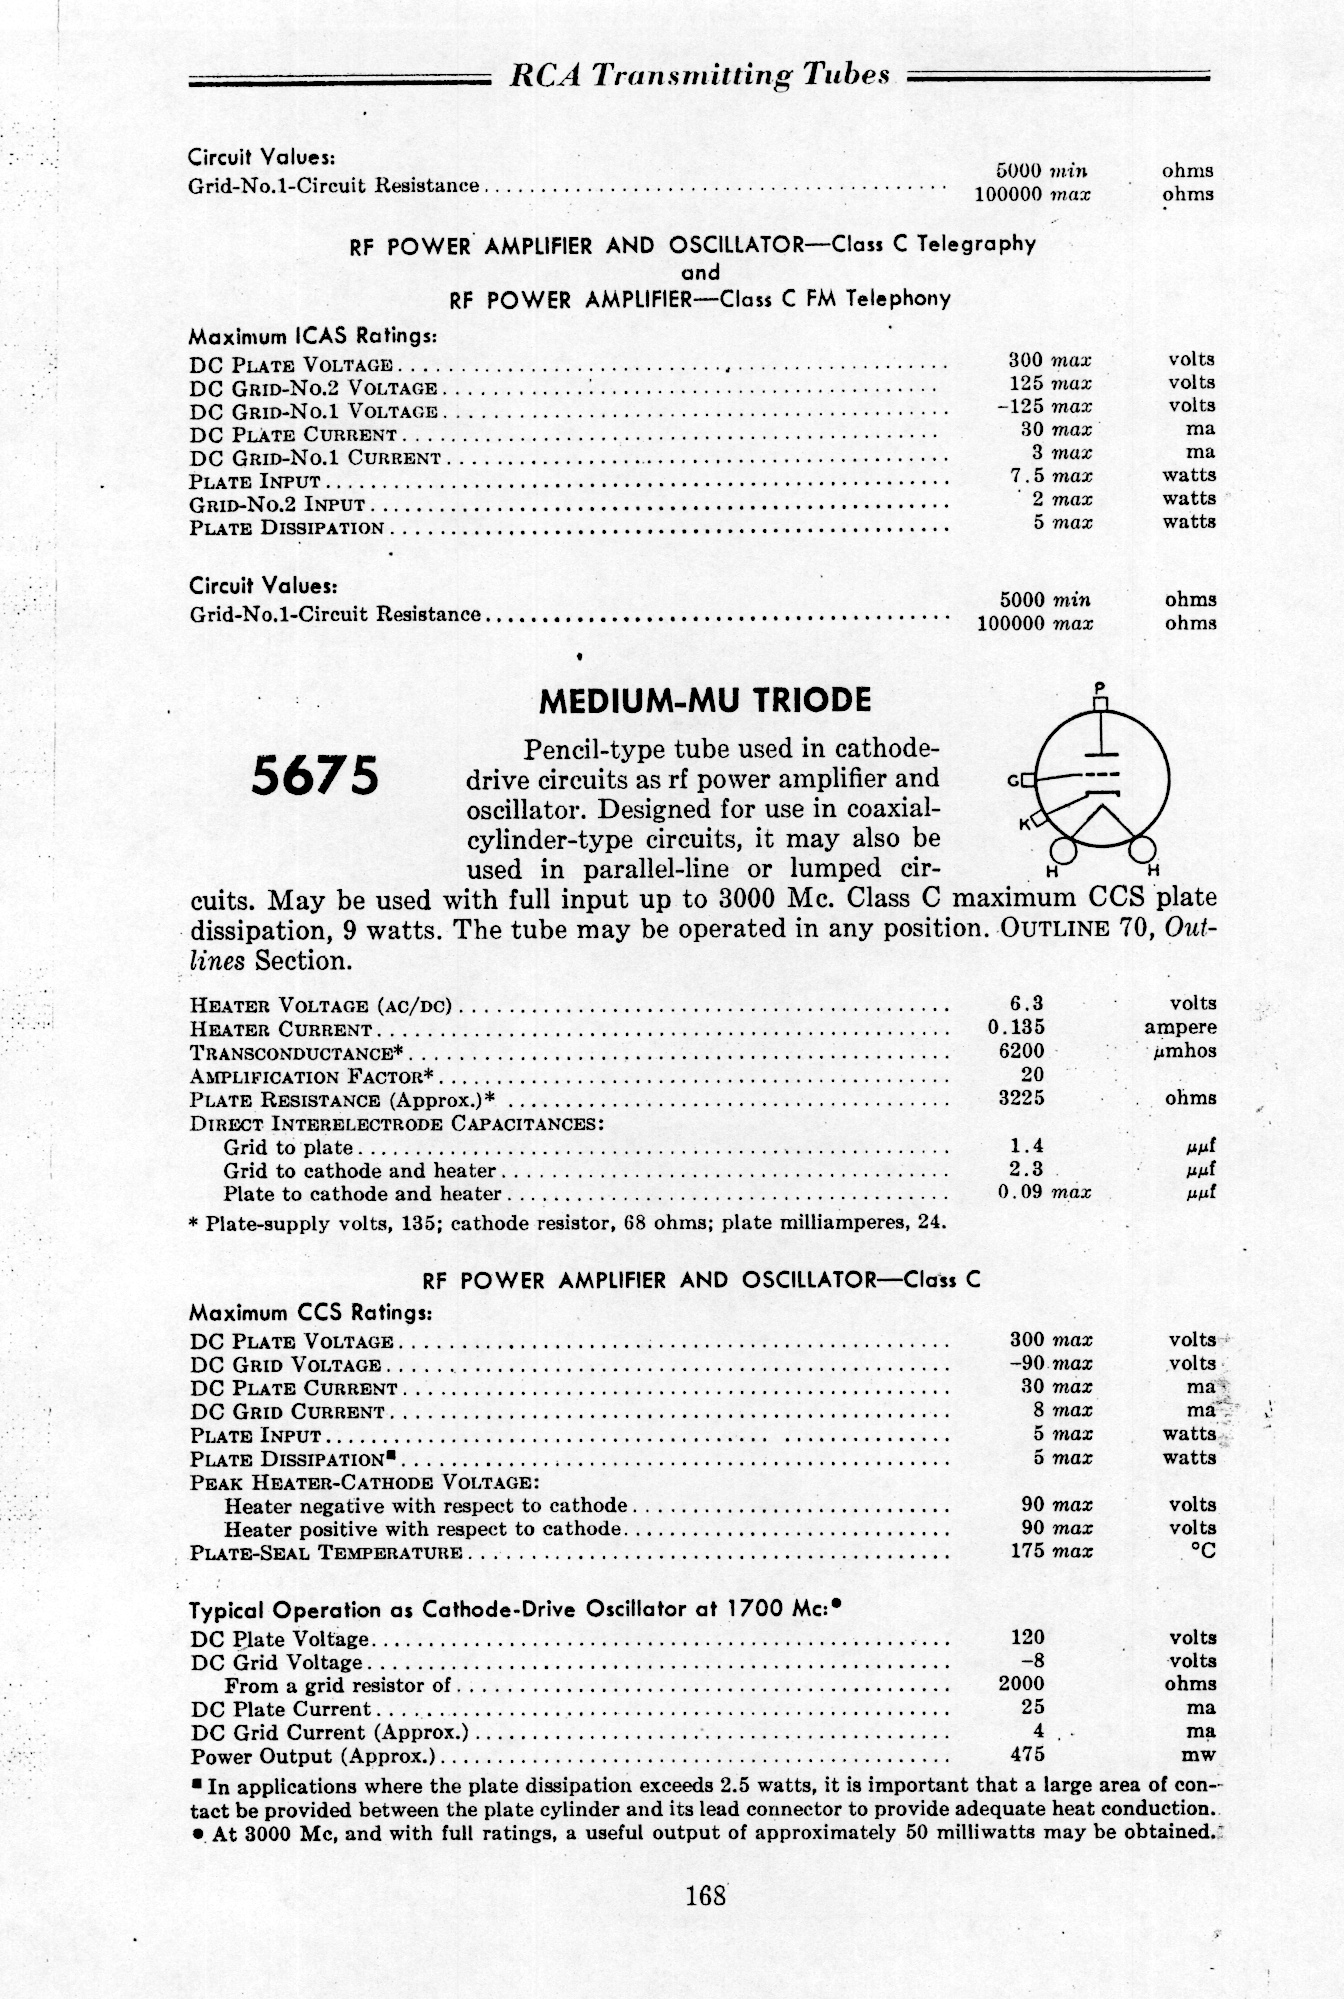 RCA Transmitting Tubes
Circuit Values:
Grid-No.1-Circuit Resistance........................................ 5000 min ohms
100000 max ohms
RF POWER AMPLIFIER AND OSCILLATOR—Class C Telegraphy
and
RF POWER AMPLIFIER—Class C FM Telephony
Maximum ICAS Ratings:
DC PLATE VOLTAGE................................................ 300 max volts
DC GRID-NO.2 VOLTAGE............................................ 125 max volts
DC GRID-NO.1 VOLTAGE............................................ -125 max volts
DC PLATE CURRENT................................................ 30 max ma
DC GRID-NO.1 CURRENT............................................ 3 max ma
PLATE INPUT...................................................... 7.5 max watts
GRID-NO.2 INPUT.................................................. 2 max watts
PLATE DISSIPATION................................................ 5 max watts
Circuit Values:
Grid-No.1-Circuit Resistance........................................ 5000 min ohms
100000 max ohms
MEDIUM-MU TRIODE
5675
Pencil-type tube used in cathode-
drive circuits as rf power amplifier and
oscillator. Designed for use in coaxial-
cylinder-type circuits, it may also be
used in parallel-line or lumped cir-
P
G
K
H H
cuits. May be used with full input up to 3000 Mc. Class C maximum CCS plate
dissipation, 9 watts. The tube may be operated in any position. OUTLINE 70, Out-
lines Section.
HEATER VOLTAGE (AC/DC).......................................... 6.3 volts
HEATER CURRENT.................................................. 0.135 ampere
TRANSCONDUCTANCE*............................................... 6200 µmhos
AMPLIFICATION FACTOR*............................................ 20
PLATE RESISTANCE (Approx.)*...................................... 3225 ohms
DIRECT INTERELECTRODE CAPACITANCES:
Grid to plate.................................................... 1.4 µµf
Grid to cathode and heater....................................... 2.3 µµf
Plate to cathode and heater...................................... 0.09 max µµf
* Plate-supply volts, 135; cathode resistor, 68 ohms; plate milliamperes, 24.
RF POWER AMPLIFIER AND OSCILLATOR—Class C
Maximum CCS Ratings:
DC PLATE VOLTAGE................................................ 300 max volts
DC GRID VOLTAGE................................................. -90 max volts
DC PLATE CURRENT................................................ 30 max ma
DC GRID CURRENT................................................. 8 max ma
PLATE INPUT...................................................... 5 max watts
PLATE DISSIPATION■............................................... 5 max watts
PEAK HEATER-CATHODE VOLTAGE:
Heater negative with respect to cathode............................ 90 max volts
Heater positive with respect to cathode............................ 90 max volts
PLATE-SEAL TEMPERATURE.......................................... 175 max °C
Typical Operation as Cathode-Drive Oscillator at 1700 Mc:●
DC Plate Voltage.................................................. 120 volts
DC Grid Voltage................................................... -8 volts
From a grid resistor of........................................... 2000 ohms
DC Plate Current.................................................. 25 ma
DC Grid Current (Approx.)......................................... 4 ma
Power Output (Approx.)............................................ 475 mw
■ In applications where the plate dissipation exceeds 2.5 watts, it is important that a large area of con-
tact be provided between the plate cylinder and its lead connector to provide adequate heat conduction.
● At 3000 Mc, and with full ratings, a useful output of approximately 50 milliwatts may be obtained.
168